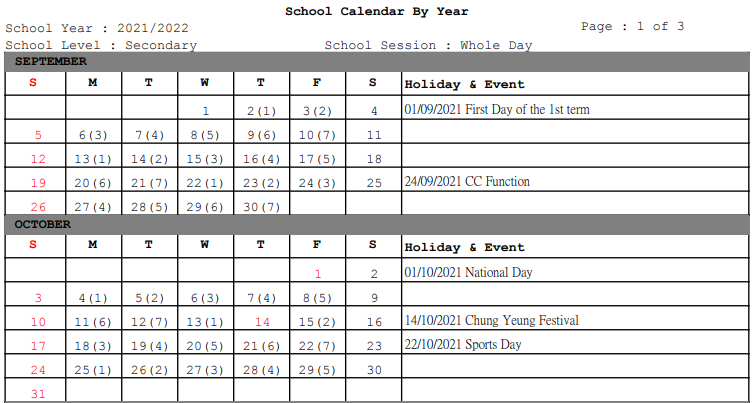 School Calendar By Year
School Year : 2021/2022 Page : 1 of 3
School Level : Secondary School Session : Whole Day
SEPTEMBER
S M T W T F S Holiday & Event
1 2(1) 3(2) 4 01/09/2021 First Day of the 1st term
5 6(3) 7(4) 8(5) 9(6) 10(7) 11
12 13(1) 14(2) 15(3) 16(4) 17(5) 18
19 20(6) 21(7) 22(1) 23(2) 24(3) 25 24/09/2021 CC Function
26 27(4) 28(5) 29(6) 30(7)
OCTOBER
S M T W T F S Holiday & Event
1 2 01/10/2021 National Day
3 4(1) 5(2) 6(3) 7(4) 8(5) 9
10 11(6) 12(7) 13(1) 14 15(2) 16 14/10/2021 Chung Yeung Festival
17 18(3) 19(4) 20(5) 21(6) 22(7) 23 22/10/2021 Sports Day
24 25(1) 26(2) 27(3) 28(4) 29(5) 30
31